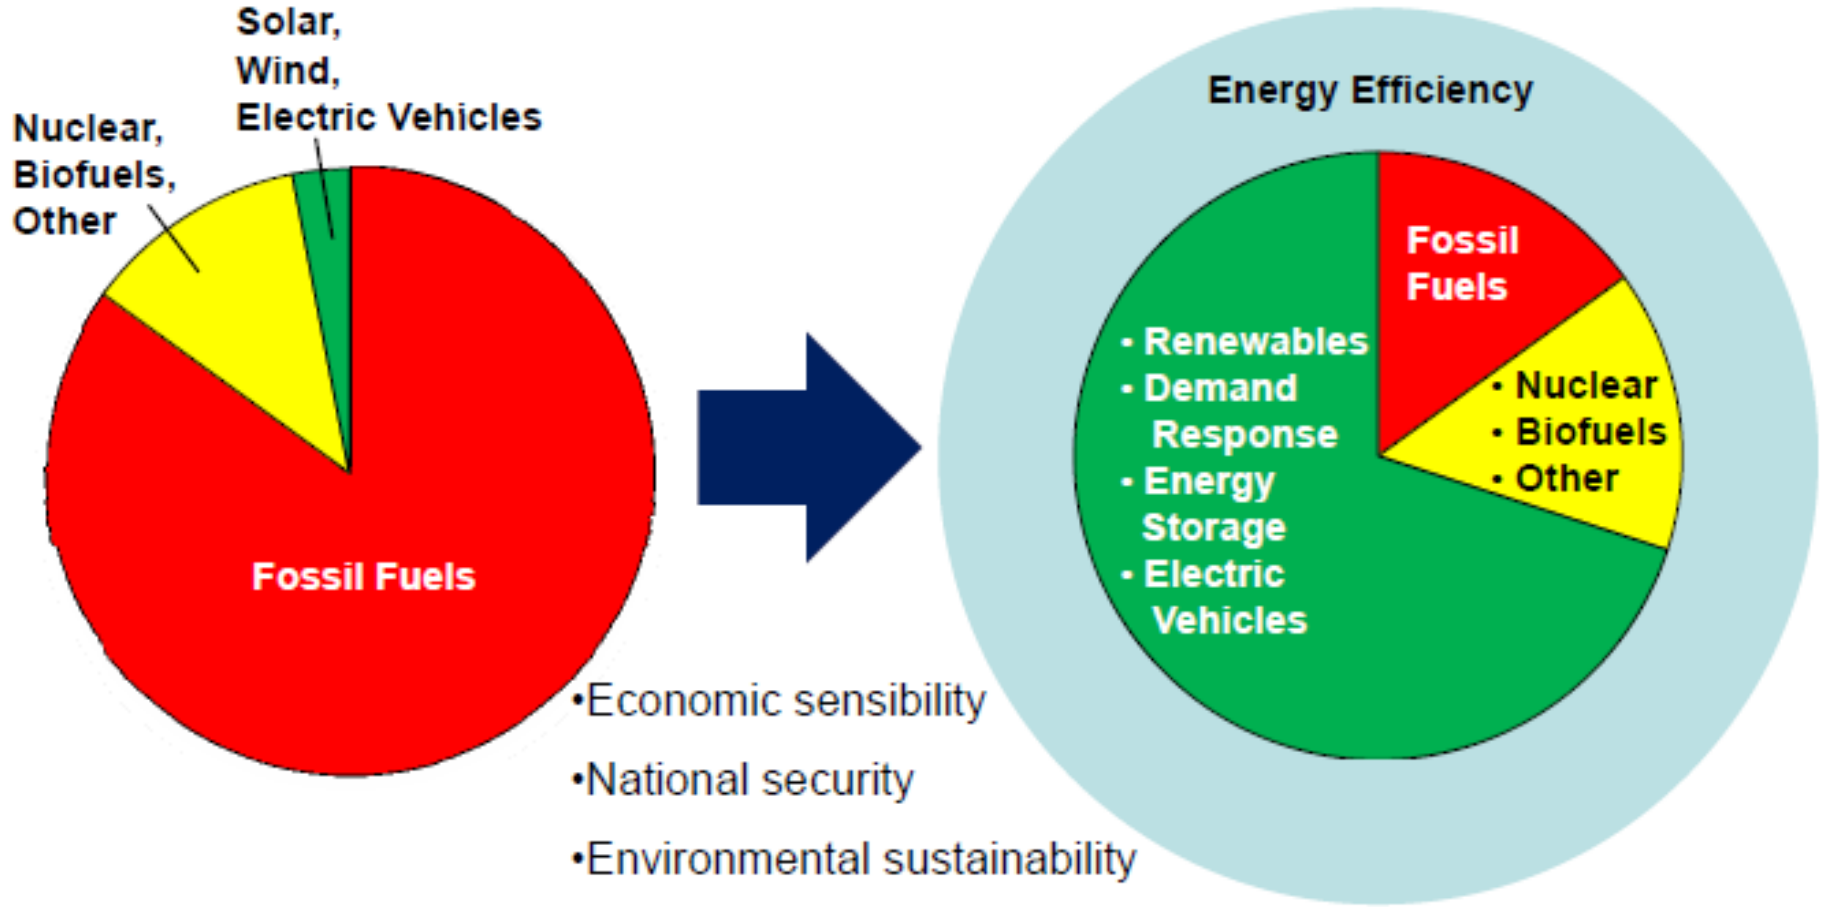 Solar,
Wind,
Electric Vehicles
Nuclear,
Biofuels,
Other
Fossil Fuels
Energy Efficiency
Fossil
Fuels
• Renewables
• Demand
Response
• Energy
Storage
• Electric
Vehicles
• Nuclear
• Biofuels
• Other
•Economic sensibility
•National security
•Environmental sustainability